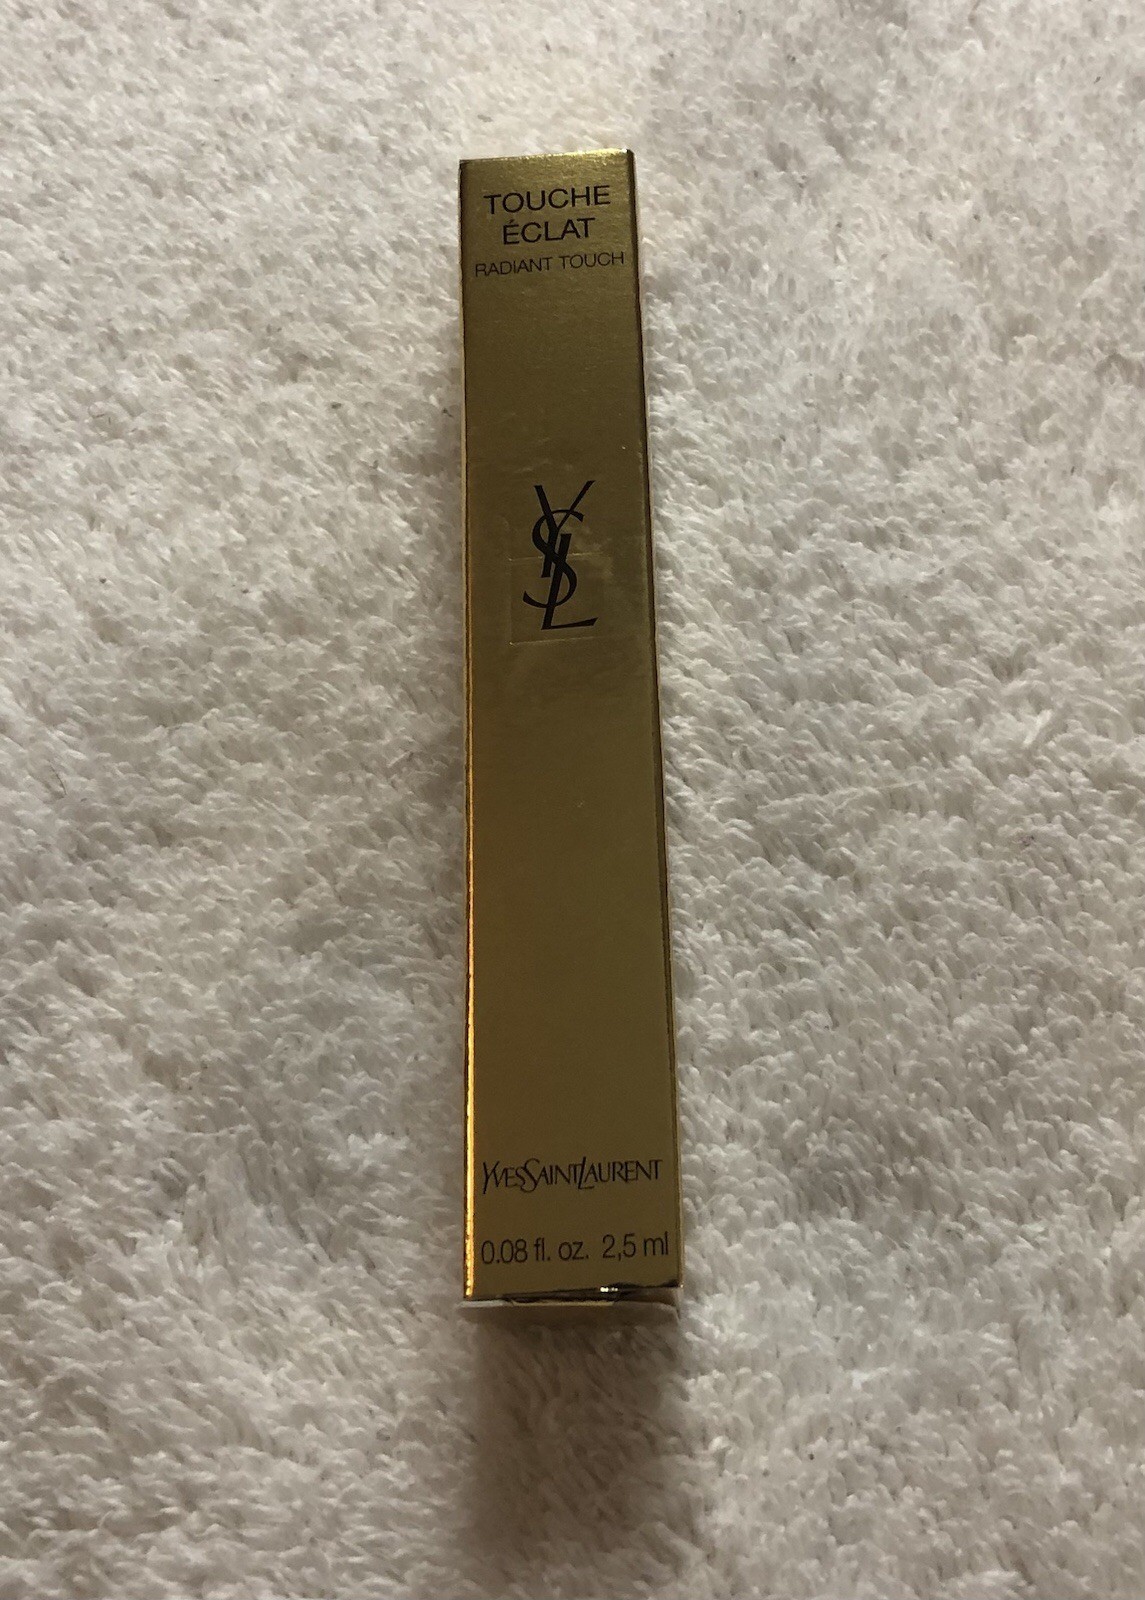 TOUCHE
ÉCLAT
RADIANT TOUCH
YSL
YVESSAINTLAURENT
0.08 fl. oz. 2,5 ml